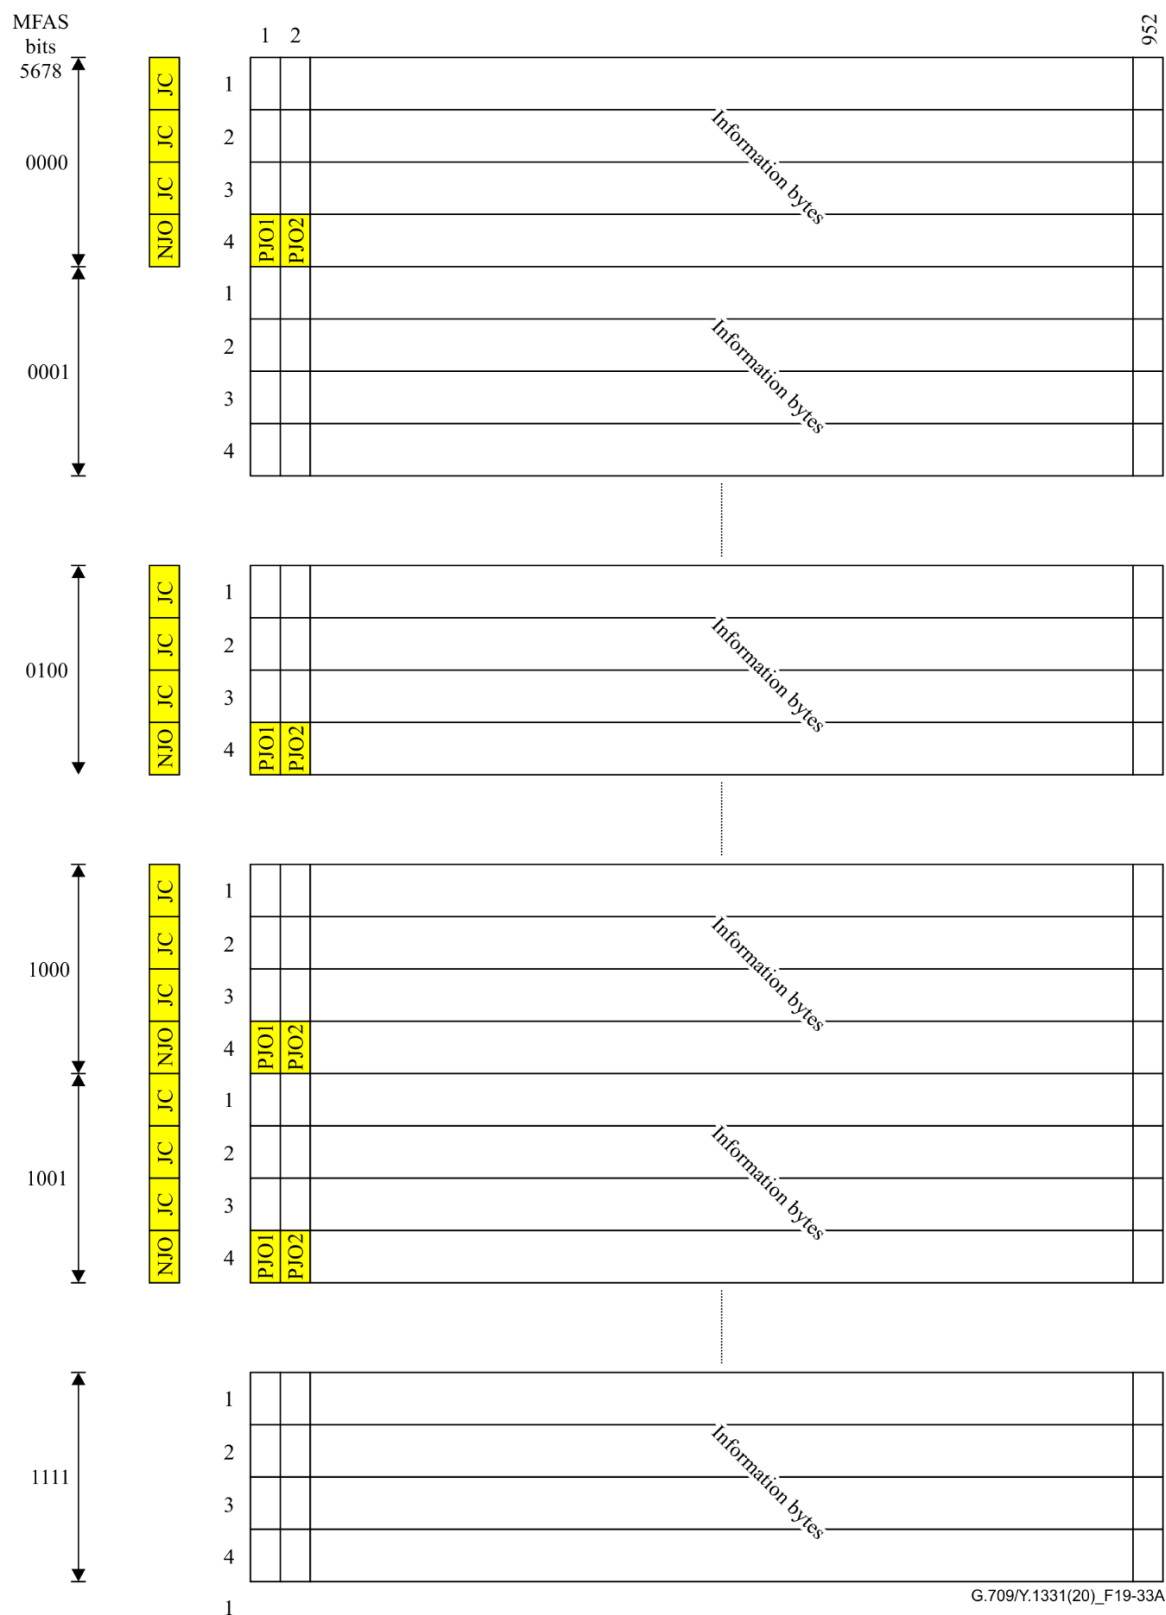 MFAS
bits
5678
1 2 952
JC 1
JC 2
0000
JC 3
NJO 4 PJO1 PJO2
Information bytes
1
2
0001
3
4
Information bytes
JC 1
JC 2
0100
JC 3
NJO 4 PJO1 PJO2
Information bytes
JC 1
JC 2
1000
JC 3
NJO 4 PJO1 PJO2
Information bytes
JC 1
JC 2
1001
JC 3
NJO 4 PJO1 PJO2
Information bytes
1
2
1111
3
4
Information bytes
1
G.709/Y.1331(20)_F19-33A